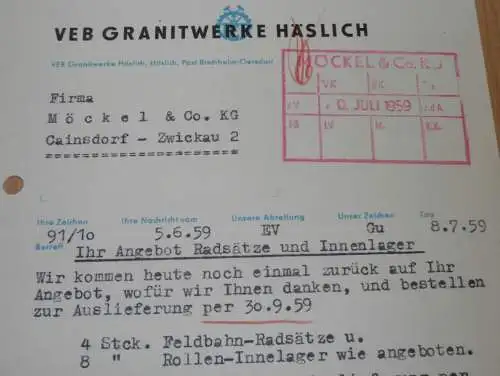 VEB GRANITWERKE HÄSLICH
VEB Granitwerke Häslich, Häslich, Post Bischheim-Gersdorf
Firma
Möckel & Co. KG
Cainsdorf - Zwickau 2
MÖCKEL & Co. KG
JULI 1959
Ihre Zeichen Ihre Nachricht vom Unsere Abteilung Unser Zeichen Tag
91/10 5.6.59 EV Gu 8.7.59
Betreff
Ihr Angebot Radsätze und Innenlager
Wir kommen heute noch einmal zurück auf Ihr
Angebot, wofür wir Ihnen danken, und bestellen
zur Auslieferung per 30.9.59
4 Stck. Feldbahn-Radsätze u.
8 " Rollen-Innelager wie angeboten.